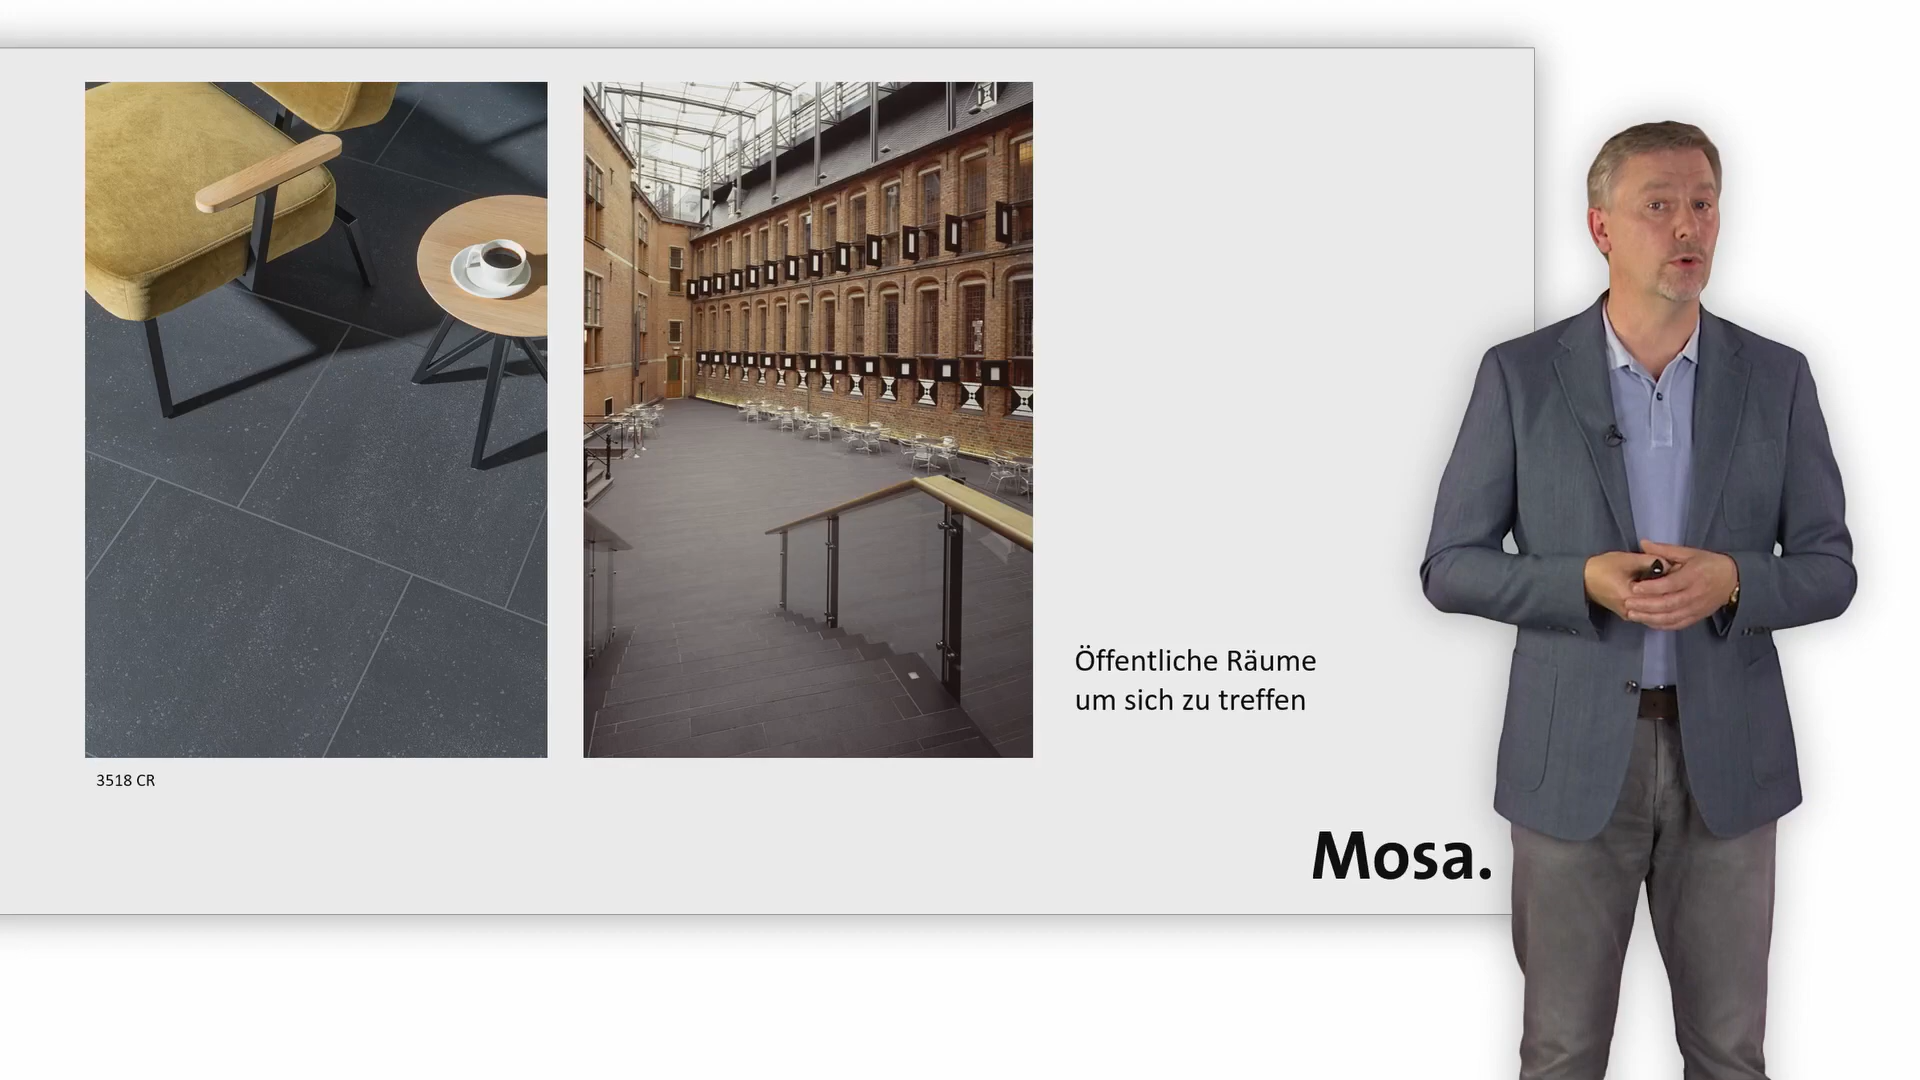 3518 CR
Öffentliche Räume
um sich zu treffen
Mosa.